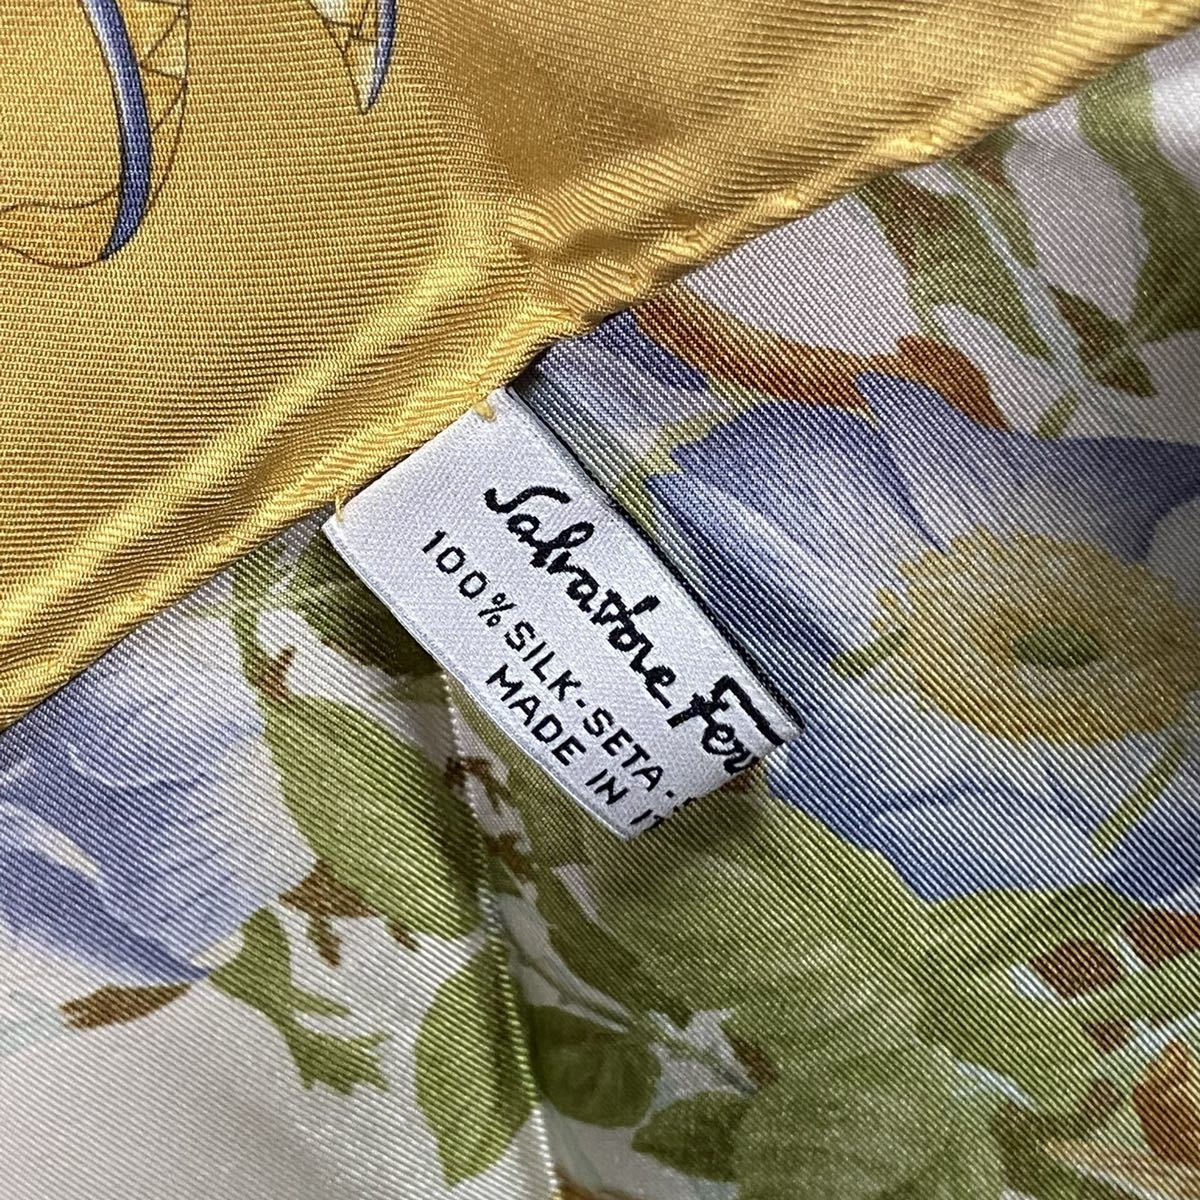 Salvatore Fer
100% SILK-SETA-
MADE IN IT